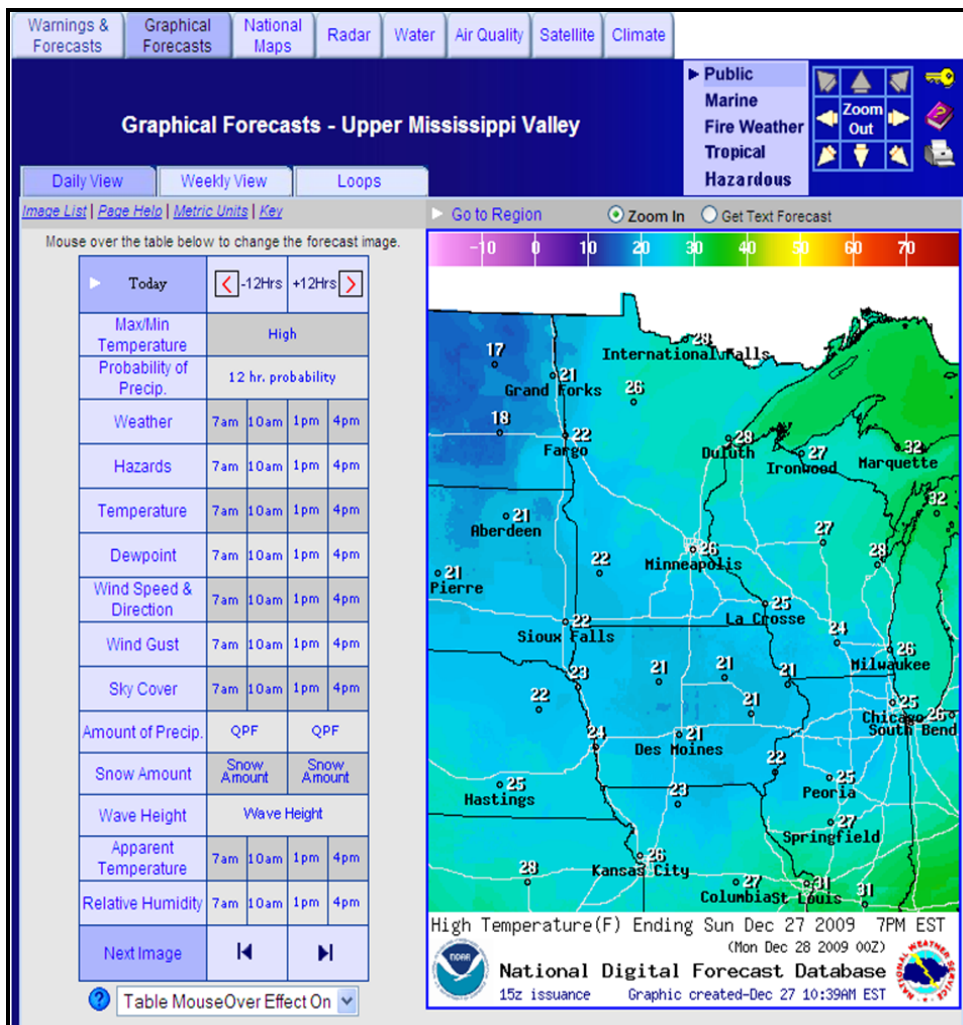 Warnings & Forecasts
Graphical Forecasts
National Maps
Radar
Water
Air Quality
Satellite
Climate
Graphical Forecasts - Upper Mississippi Valley
Public
Marine
Fire Weather
Tropical
Hazardous
Zoom Out
Daily View
Weekly View
Loops
Image List | Page Help | Metric Units | Key
Go to Region
Zoom In
Get Text Forecast
Mouse over the table below to change the forecast image.
Today
-12Hrs
+12Hrs
Max/Min Temperature
High
Probability of Precip.
12 hr. probability
Weather 7am 10am 1pm 4pm
Hazards 7am 10am 1pm 4pm
Temperature 7am 10am 1pm 4pm
Dewpoint 7am 10am 1pm 4pm
Wind Speed & Direction 7am 10am 1pm 4pm
Wind Gust 7am 10am 1pm 4pm
Sky Cover 7am 10am 1pm 4pm
Amount of Precip. QPF QPF
Snow Amount Snow Amount Snow Amount
Wave Height Wave Height
Apparent Temperature 7am 10am 1pm 4pm
Relative Humidity 7am 10am 1pm 4pm
Next Image
Table MouseOver Effect On
-10 0 10 20 30 40 50 60 70
28
International Falls
17
21
Grand Forks
26
18
22
Fargo
28
Duluth
27
Ironwood
32
Marquette
32
21
Aberdeen
27
26
Minneapolis
28
21
Pierre
22
25
La Crosse
22
Sioux Falls
24
26
Milwaukee
23
21
21
21
22
21
25
Chicago
26
South Bend
24
21
Des Moines
22
25
Hastings
25
Peoria
23
27
Springfield
26
Kansas City
28
27
Columbia
31
St Louis
31
High Temperature(F) Ending Sun Dec 27 2009 7PM EST
(Mon Dec 28 2009 00Z)
National Digital Forecast Database
15z issuance Graphic created-Dec 27 10:39AM EST
NOAA